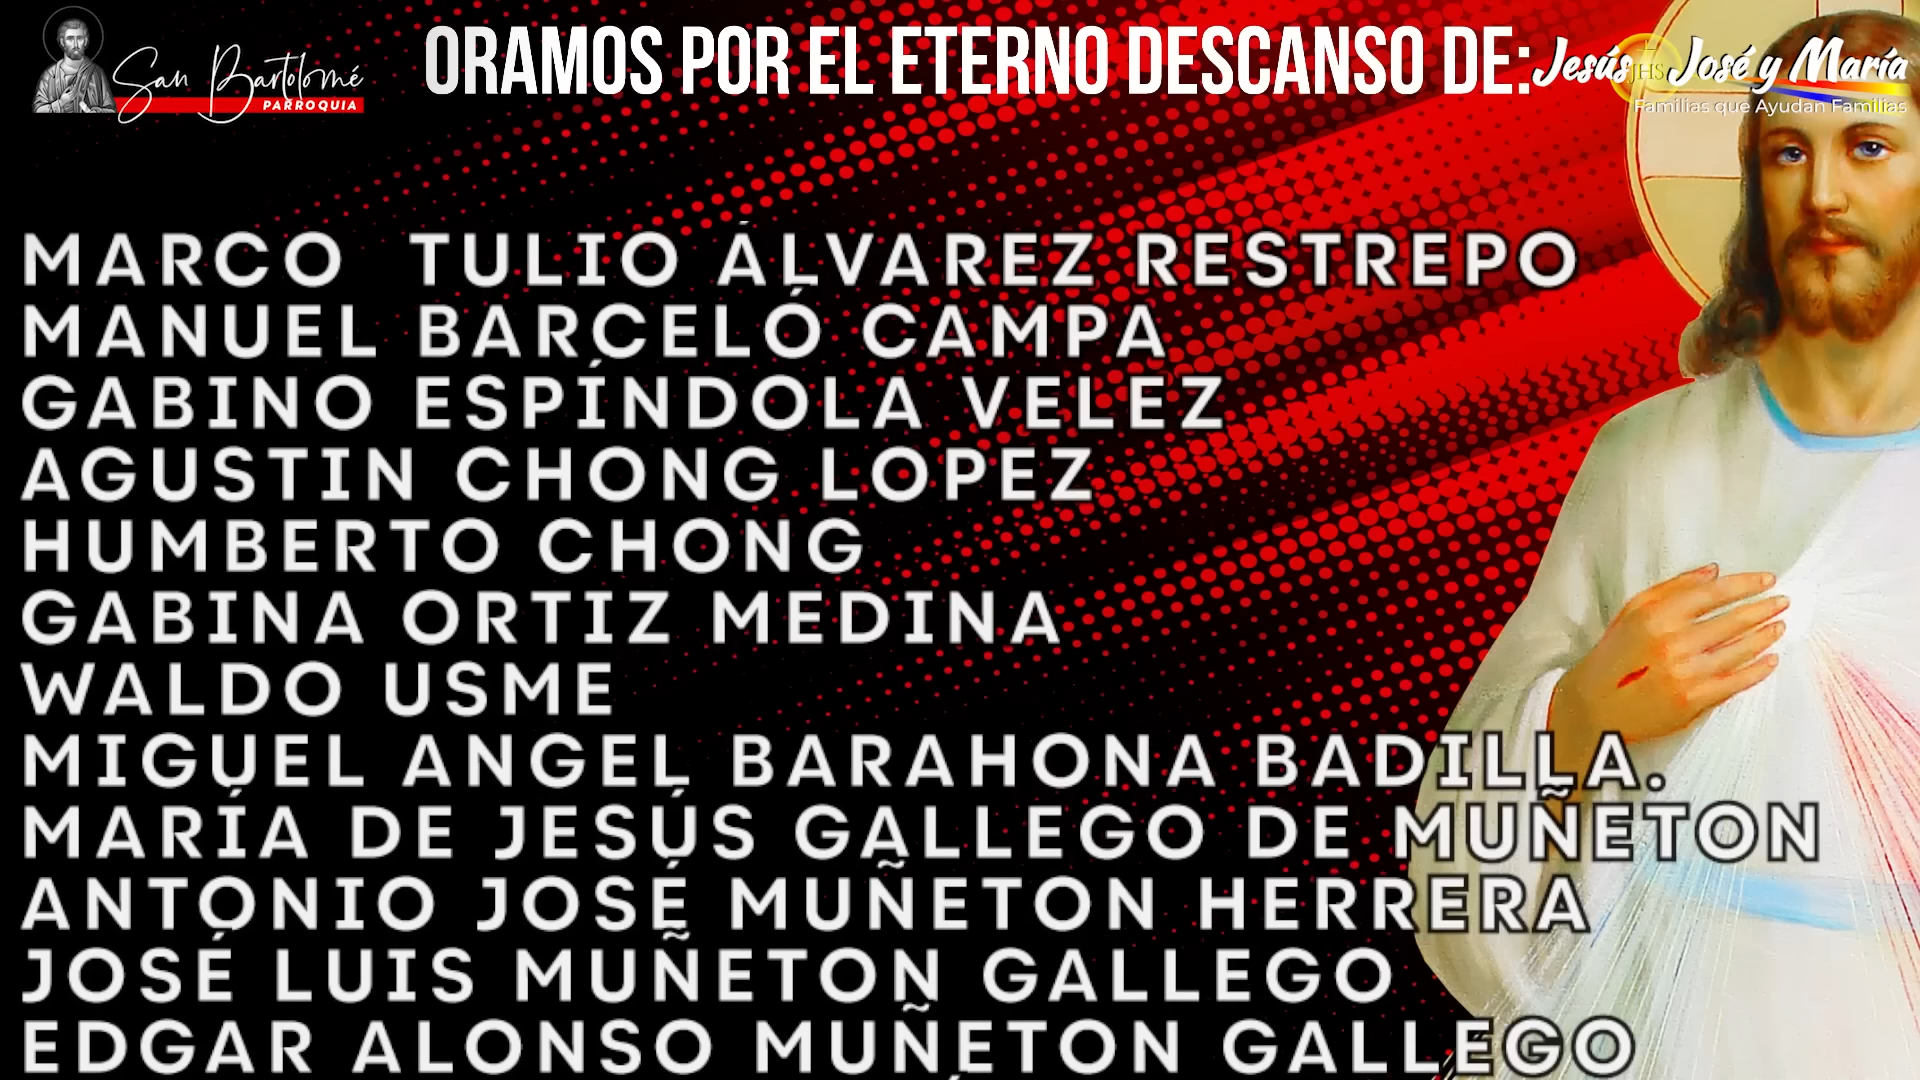 San Bartolomé
PARROQUIA
ORAMOS POR EL ETERNO DESCANSO DE:
Jesús José y María
JHS
Familias que Ayudan Familias
MARCO TULIO ÁLVAREZ RESTREPO
MANUEL BARCELÓ CAMPA
GABINO ESPÍNDOLA VELEZ
AGUSTIN CHONG LOPEZ
HUMBERTO CHONG
GABINA ORTIZ MEDINA
WALDO USME
MIGUEL ANGEL BARAHONA BADILLA.
MARÍA DE JESÚS GALLEGO DE MUÑETON
ANTONIO JOSÉ MUÑETON HERRERA
JOSÉ LUIS MUÑETON GALLEGO
EDGAR ALONSO MUÑETON GALLEGO